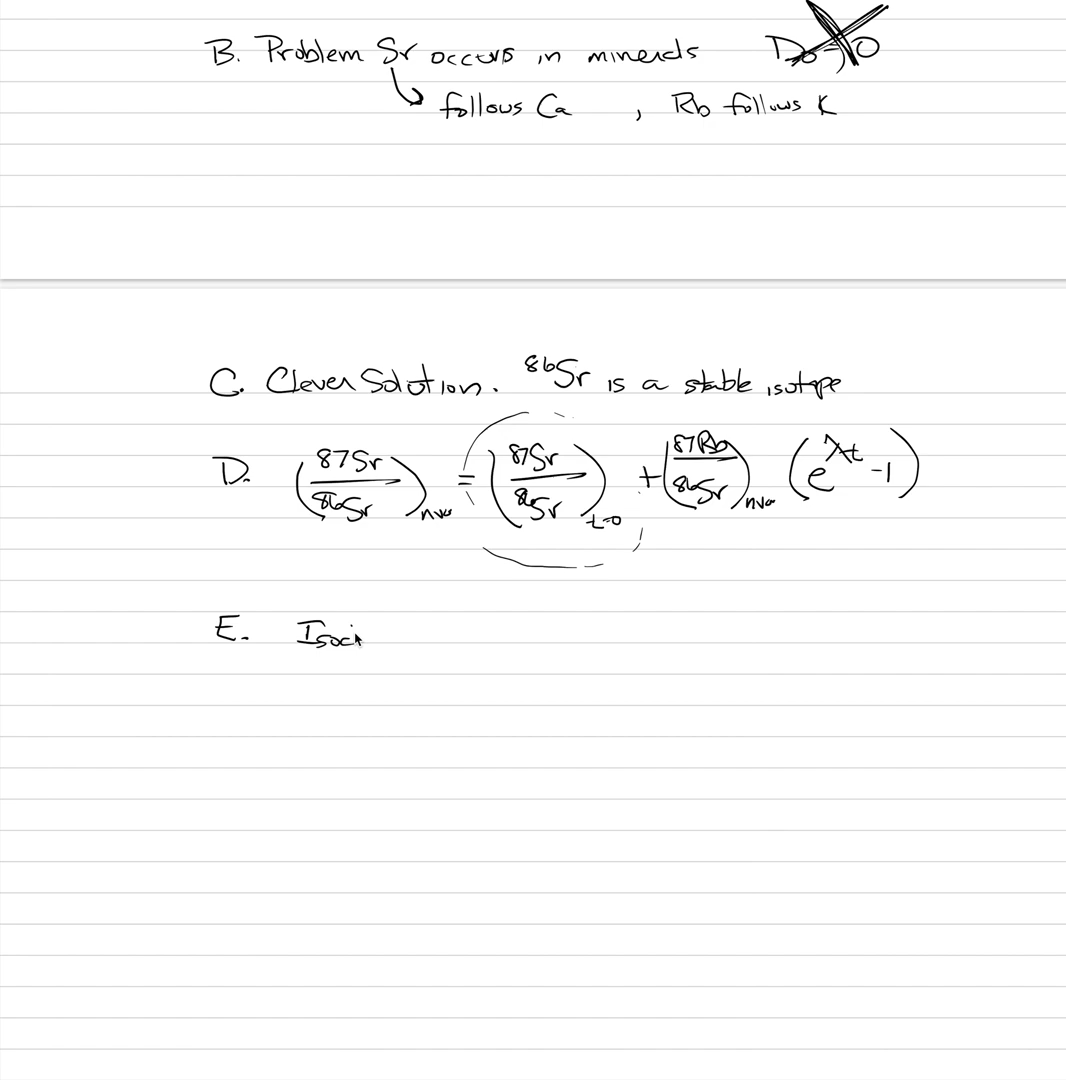 B. Problem Sr occurs in minerals D₀=0
follows Ca , Rb follows K
C. Clever Solution. ⁸⁶Sr is a stable isotope
D. (87Sr/86Sr)now = (87Sr/86Sr)t=0 + (87Rb/86Sr)now (e^λt -1)
E. Isoci